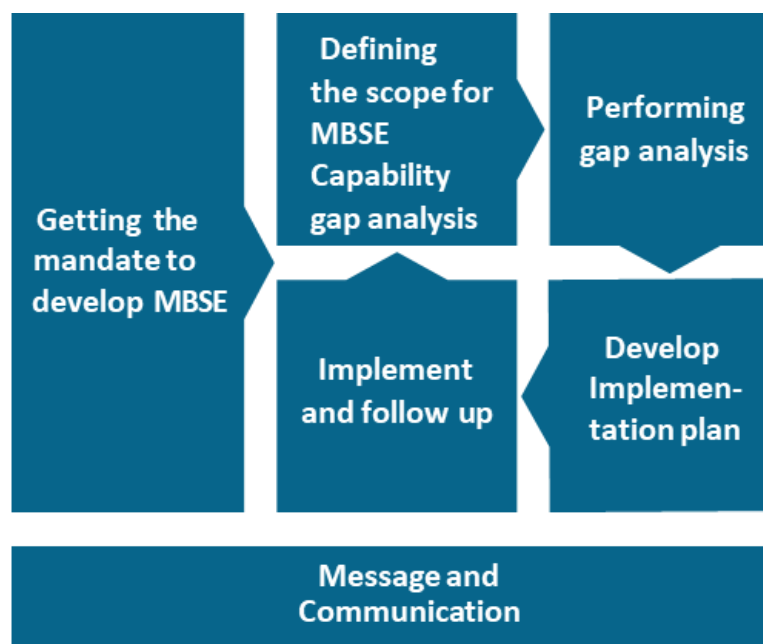 Getting the
mandate to
develop MBSE
Defining
the scope for
MBSE
Capability
gap analysis
Performing
gap analysis
Implement
and follow up
Develop
Implemen-
tation plan
Message and
Communication